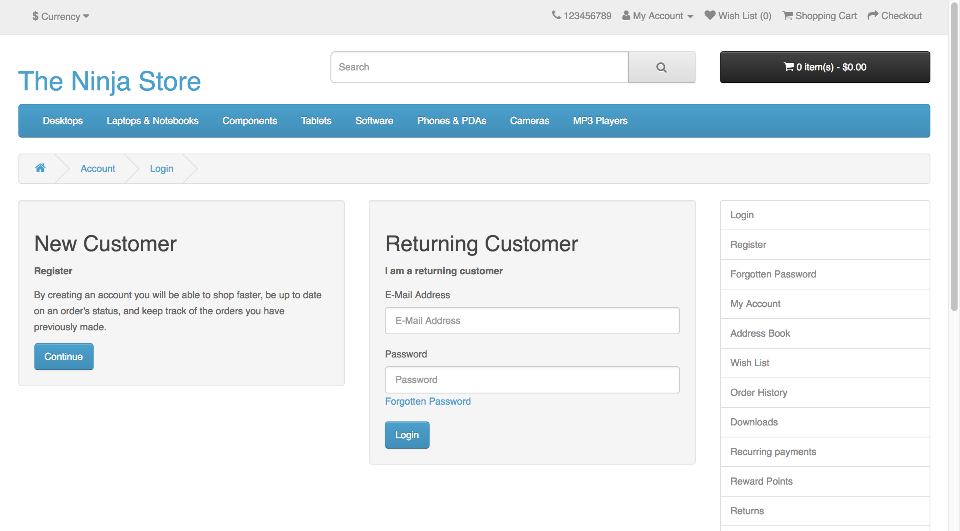 $ Currency
123456789
My Account
Wish List (0)
Shopping Cart
Checkout
The Ninja Store
Search
0 item(s) - $0.00
Desktops
Laptops & Notebooks
Components
Tablets
Software
Phones & PDAs
Cameras
MP3 Players
Account
Login
New Customer
Register
By creating an account you will be able to shop faster, be up to date
on an order's status, and keep track of the orders you have
previously made.
Continue
Returning Customer
I am a returning customer
E-Mail Address
E-Mail Address
Password
Password
Forgotten Password
Login
Login
Register
Forgotten Password
My Account
Address Book
Wish List
Order History
Downloads
Recurring payments
Reward Points
Returns